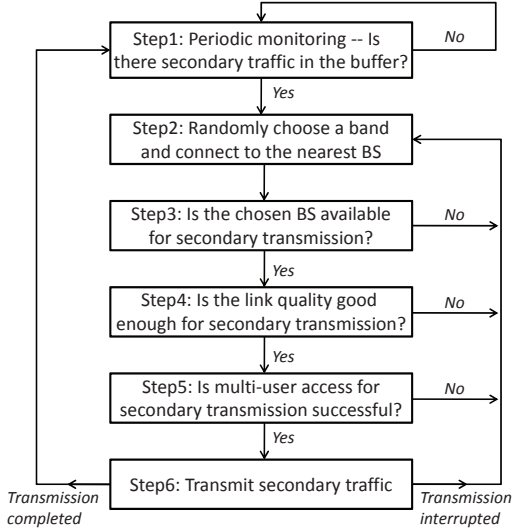 Step1: Periodic monitoring -- Is
there secondary traffic in the buffer?
No
Yes
Step2: Randomly choose a band
and connect to the nearest BS
Step3: Is the chosen BS available
for secondary transmission?
No
Yes
Step4: Is the link quality good
enough for secondary transmission?
No
Yes
Step5: Is multi-user access for
secondary transmission successful?
No
Yes
Step6: Transmit secondary traffic
Transmission
completed
Transmission
interrupted